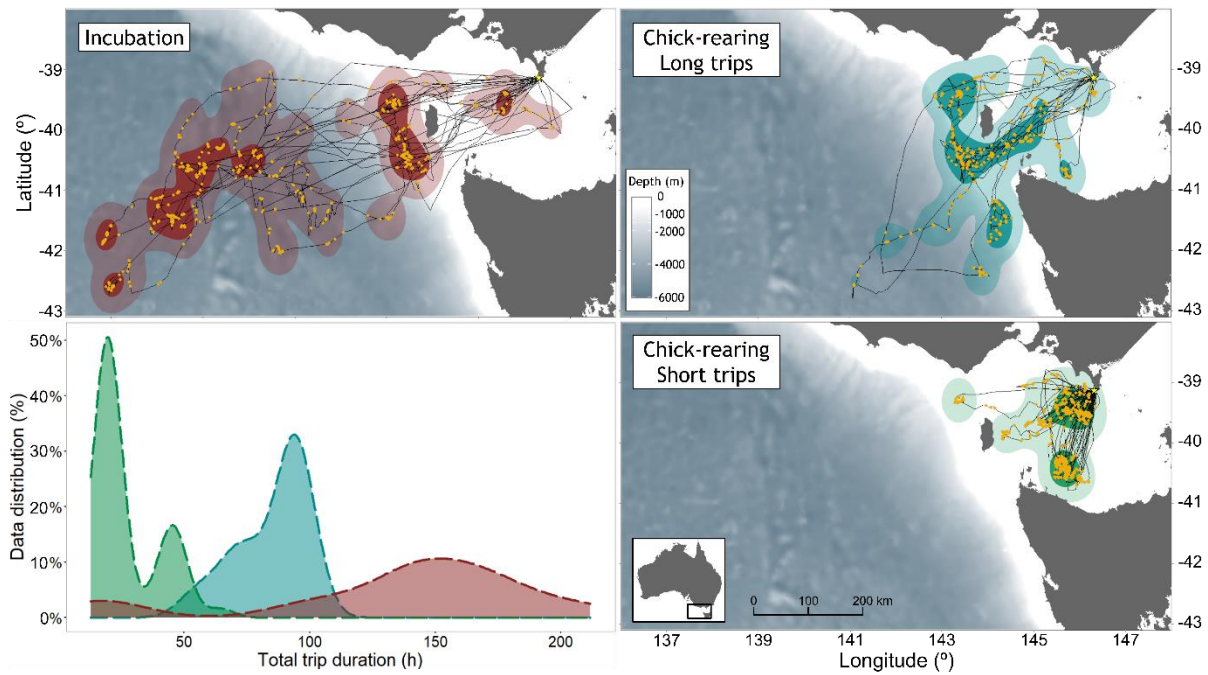 Incubation
-39
-40
-41
-42
-43
Latitude (º)
Chick-rearing
Long trips
Depth (m)
0
-1000
-2000
-3000
-4000
-5000
-6000
-39
-40
-41
-42
-43
50%
40%
30%
20%
10%
0%
Data distribution (%)
50
100
150
200
Total trip duration (h)
Chick-rearing
Short trips
-39
-40
-41
-42
-43
0 100 200 km
137 139 141 143 145 147
Longitude (º)